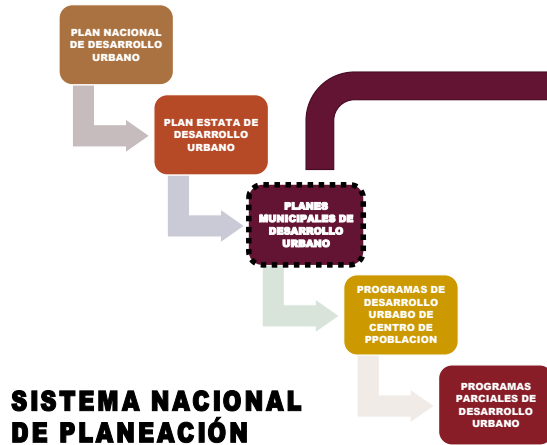 PLAN NACIONAL
DE DESARROLLO
URBANO
PLAN ESTATA DE
DESARROLLO
URBANO
PLANES
MUNICIPALES DE
DESARROLLO
URBANO
PROGRAMAS DE
DESARROLLO
URBABO DE
CENTRO DE
PPOBLACION
PROGRAMAS
PARCIALES DE
DESARROLLO
URBANO
SISTEMA NACIONAL
DE PLANEACIÓN